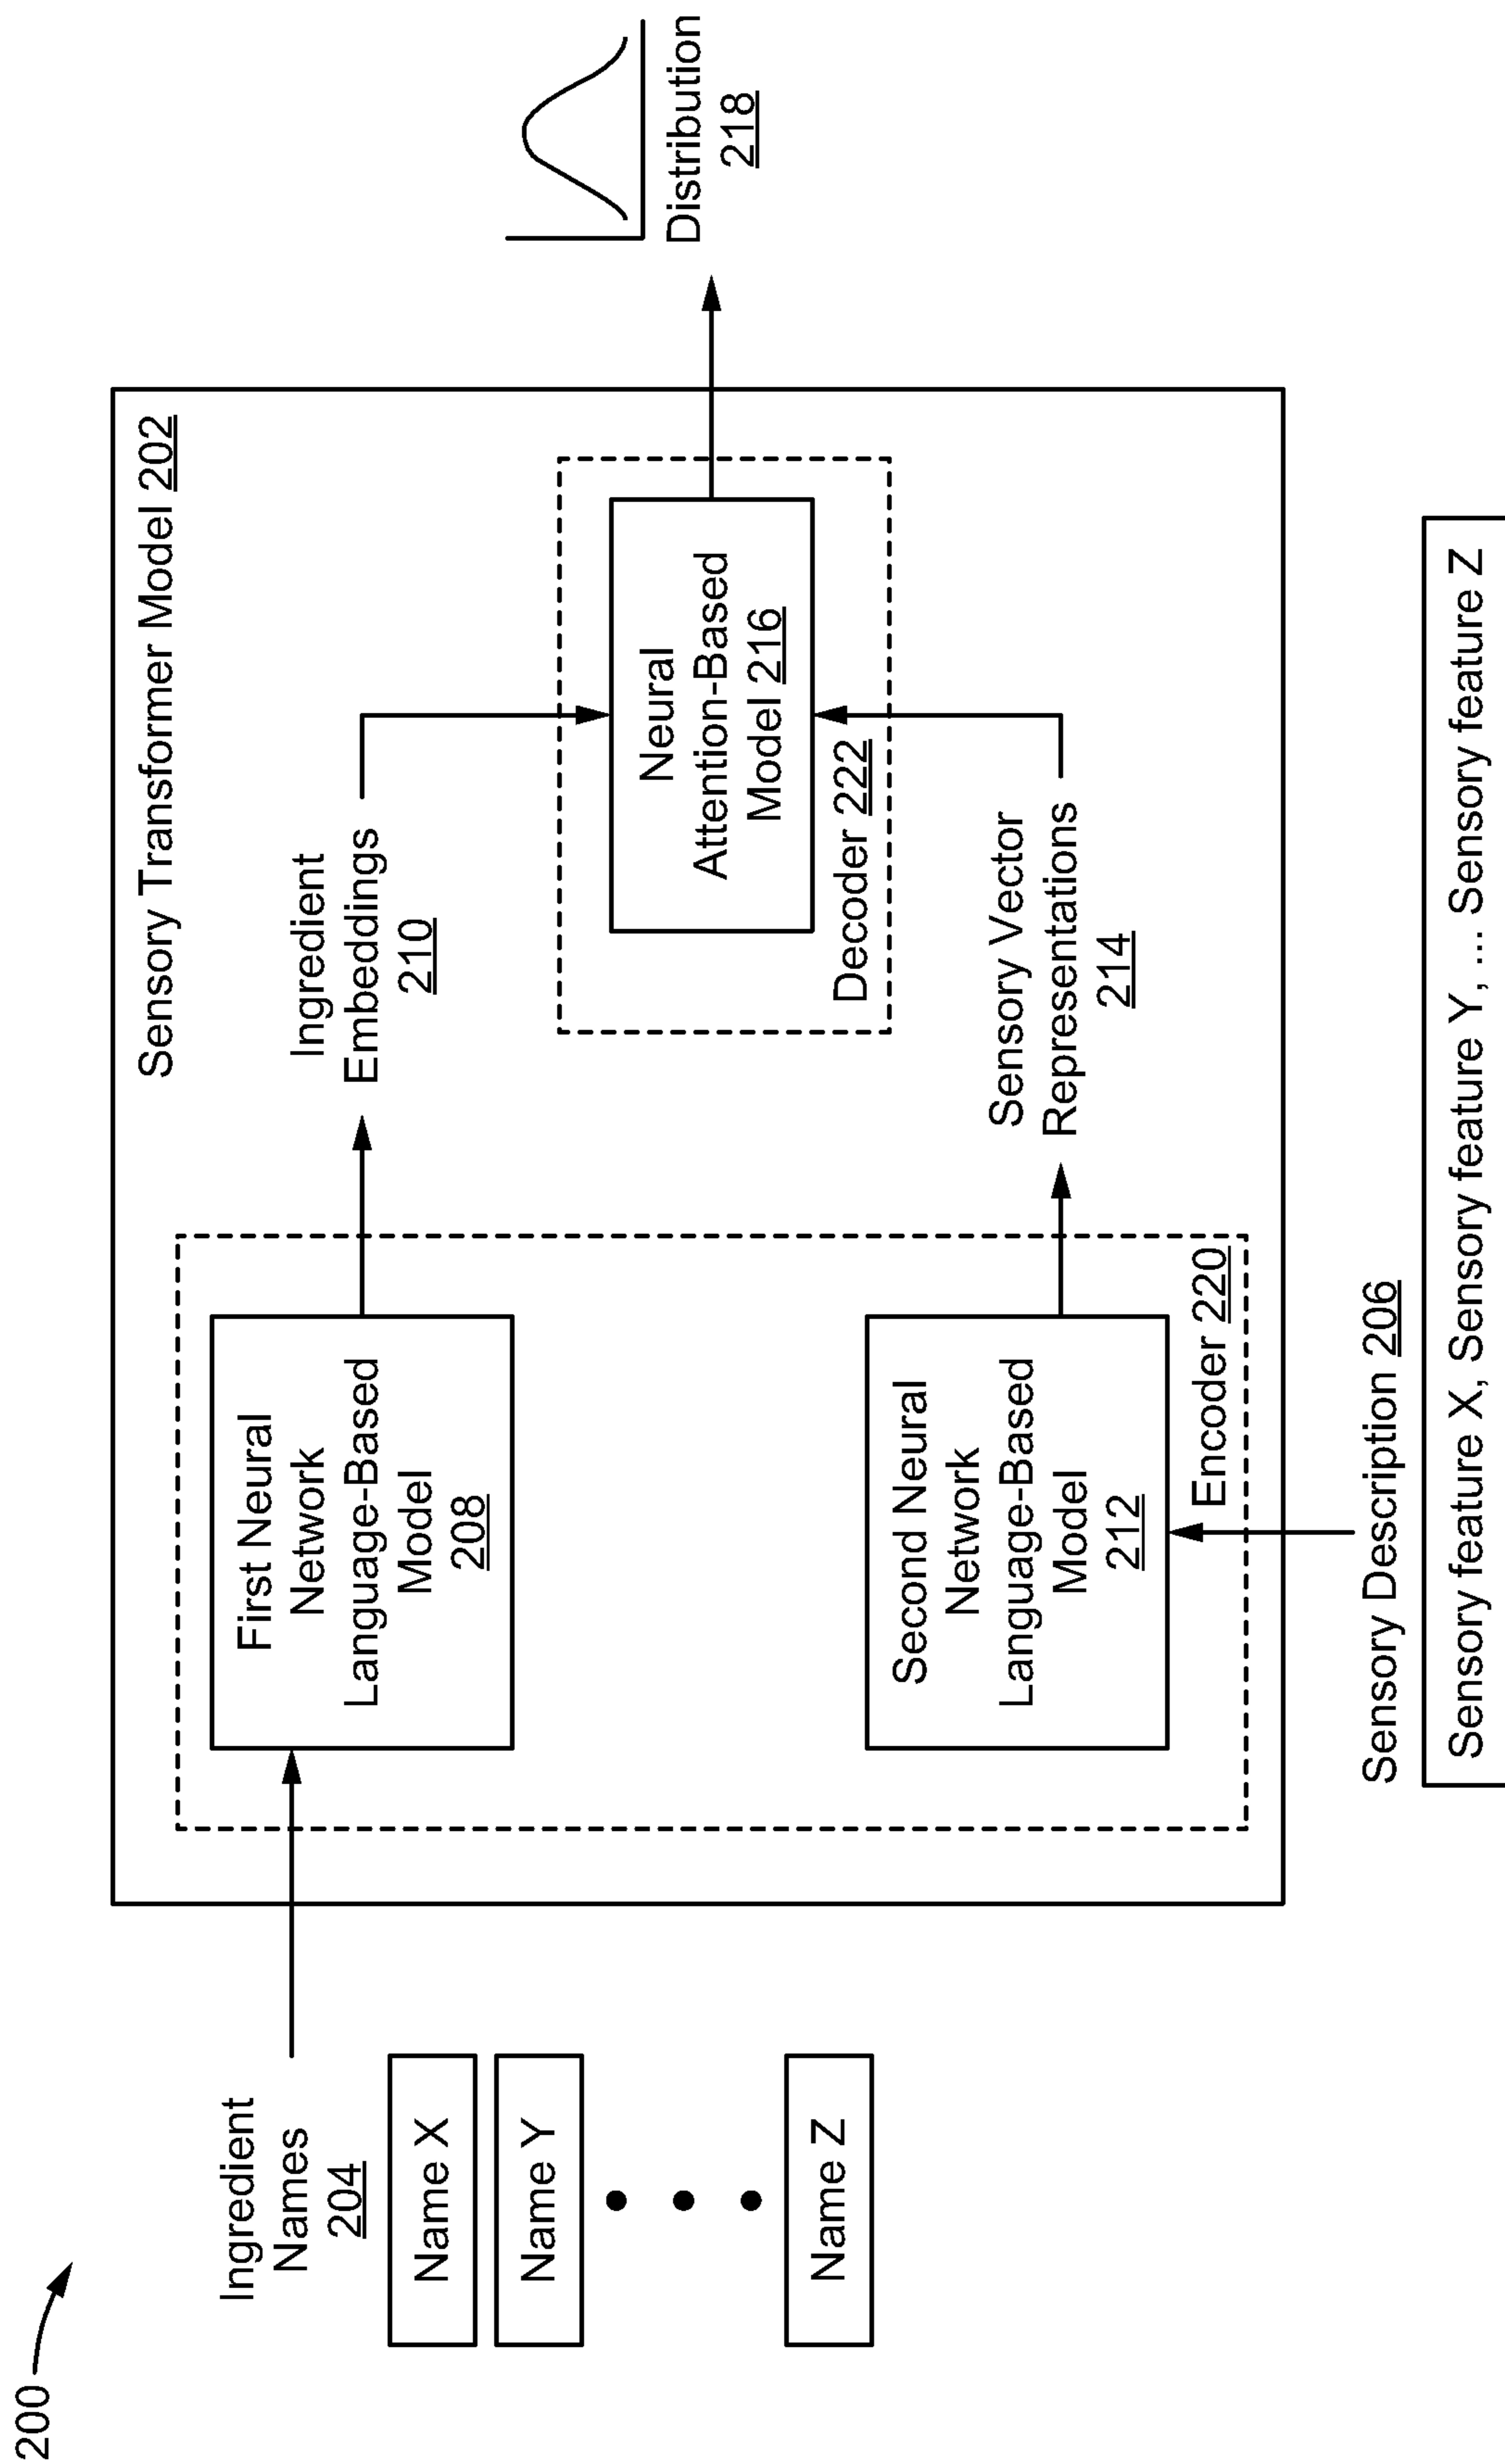 200
Sensory Transformer Model 202
Ingredient
Names
204
Name X
Name Y
Name Z
First Neural
Network
Language-Based
Model
208
Ingredient
Embeddings
210
Second Neural
Network
Language-Based
Model
212
Encoder 220
Sensory Vector
Representations
214
Neural
Attention-Based
Model 216
Decoder 222
Distribution
218
Sensory Description 206
Sensory feature X, Sensory feature Y, ... Sensory feature Z